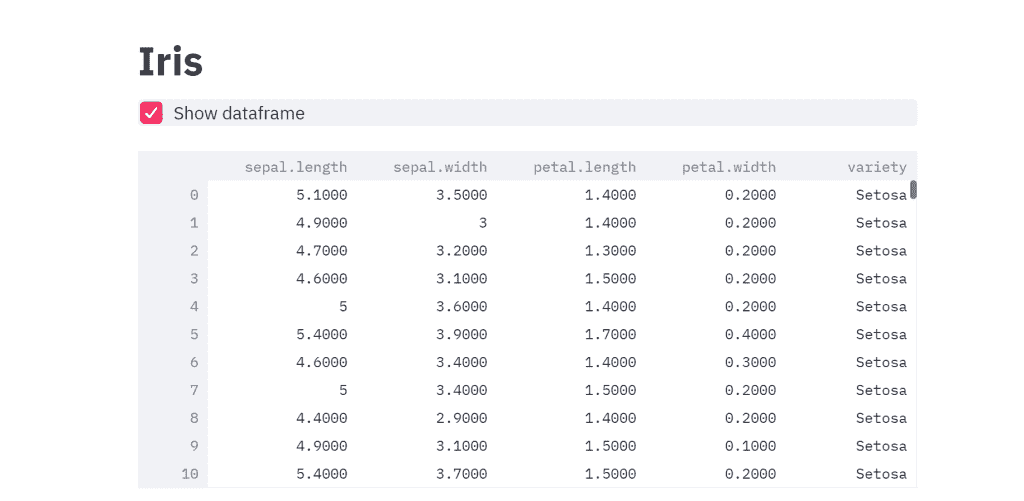 Iris
Show dataframe
sepal.length sepal.width petal.length petal.width variety
0 5.1000 3.5000 1.4000 0.2000 Setosa
1 4.9000 3 1.4000 0.2000 Setosa
2 4.7000 3.2000 1.3000 0.2000 Setosa
3 4.6000 3.1000 1.5000 0.2000 Setosa
4 5 3.6000 1.4000 0.2000 Setosa
5 5.4000 3.9000 1.7000 0.4000 Setosa
6 4.6000 3.4000 1.4000 0.3000 Setosa
7 5 3.4000 1.5000 0.2000 Setosa
8 4.4000 2.9000 1.4000 0.2000 Setosa
9 4.9000 3.1000 1.5000 0.1000 Setosa
10 5.4000 3.7000 1.5000 0.2000 Setosa